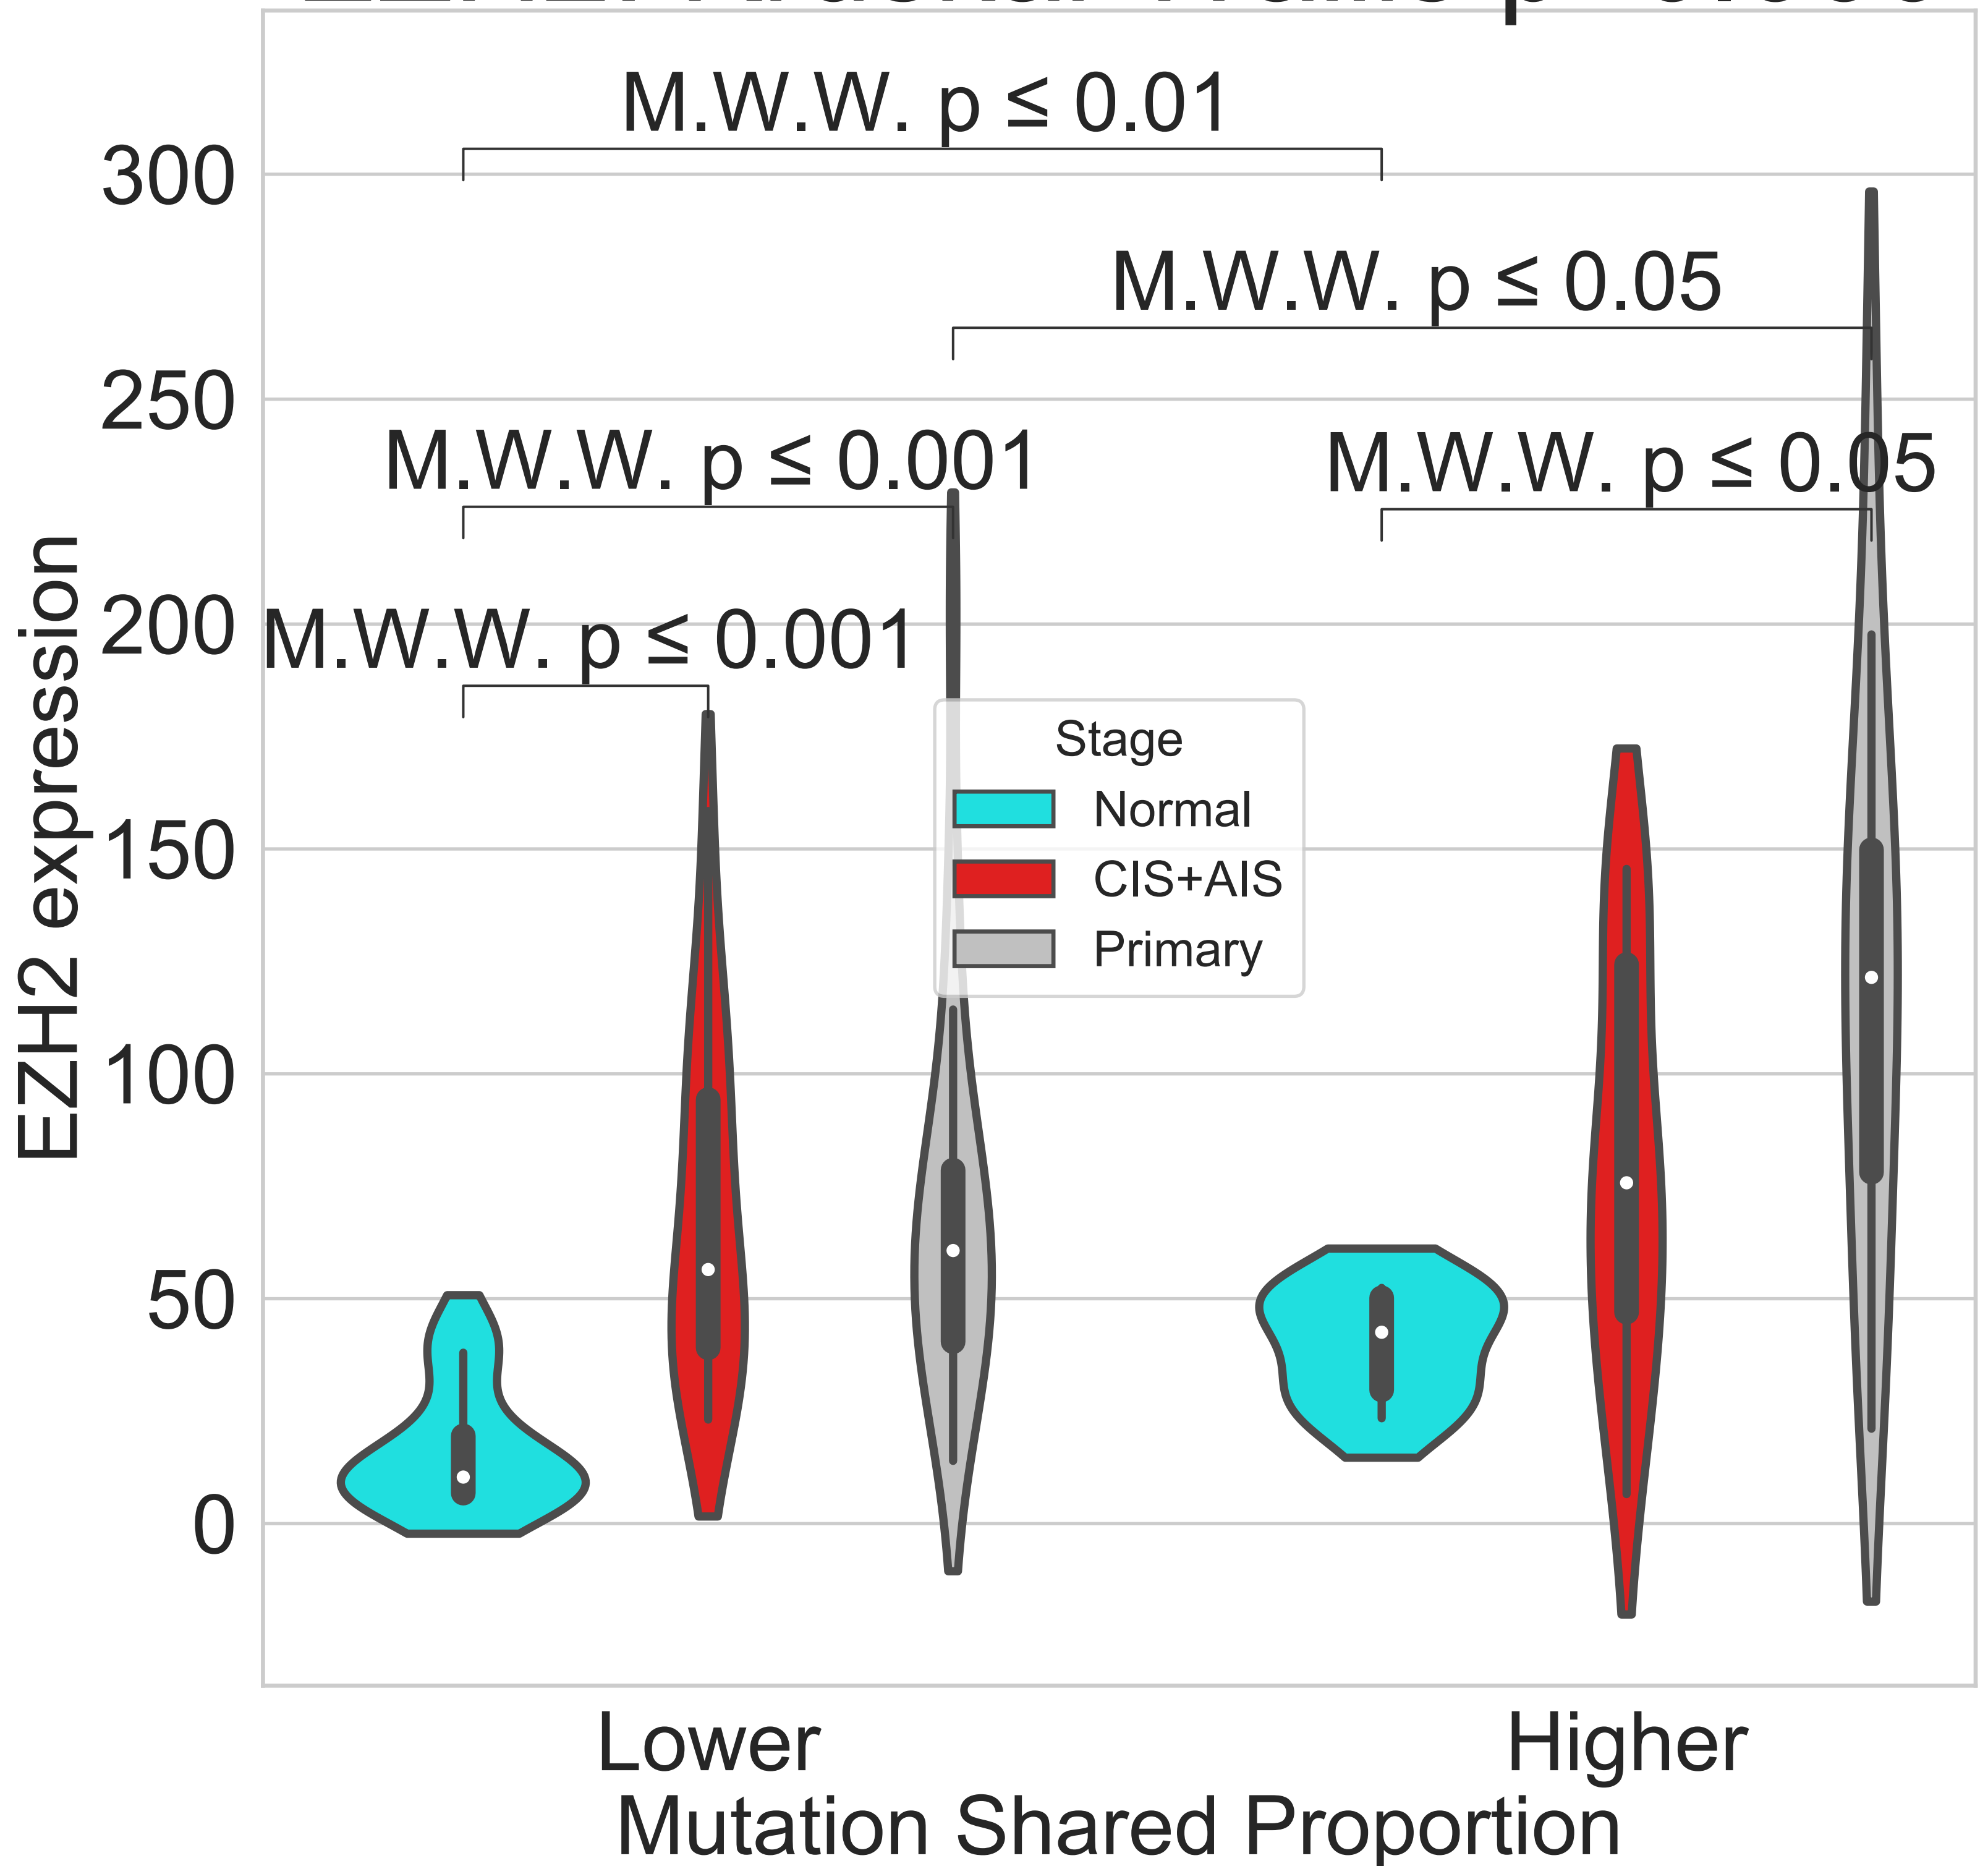 M.W.W. p ≤ 0.01
300
M.W.W. p ≤ 0.05
250
M.W.W. p ≤ 0.001
M.W.W. p ≤ 0.05
200
M.W.W. p ≤ 0.001
Stage
Normal
CIS+AIS
Primary
150
100
50
0
EZH2 expression
Lower
Higher
Mutation Shared Proportion